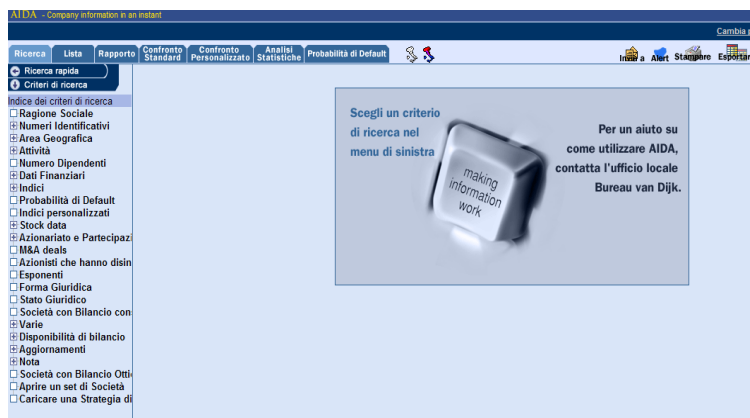 AIDA - Company information in an instant
Cambia
Ricerca
Lista
Rapporto
Confronto Standard
Confronto Personalizzato
Analisi Statistiche
Probabilità di Default
Invia a
Alert
Stampare
Esportar
Ricerca rapida
Criteri di ricerca
Indice dei criteri di ricerca
Ragione Sociale
Numeri Identificativi
Area Geografica
Attività
Numero Dipendenti
Dati Finanziari
Indici
Probabilità di Default
Indici personalizzati
Stock data
Azionariato e Partecipazi
M&A deals
Azionisti che hanno disin
Esponenti
Forma Giuridica
Stato Giuridico
Società con Bilancio con
Varie
Disponibilità di bilancio
Aggiornamenti
Nota
Società con Bilancio Otti
Aprire un set di Società
Caricare una Strategia di
Scegli un criterio
di ricerca nel
menu di sinistra
making
information
work
Per un aiuto su
come utilizzare AIDA,
contatta l'ufficio locale
Bureau van Dijk.